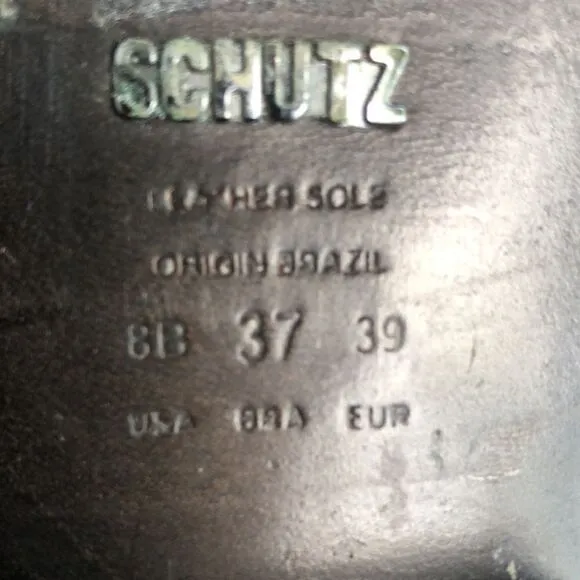 SCHUTZ
LEATHER SOLE
ORIGIN BRAZIL
8B 37 39
USA BRA EUR